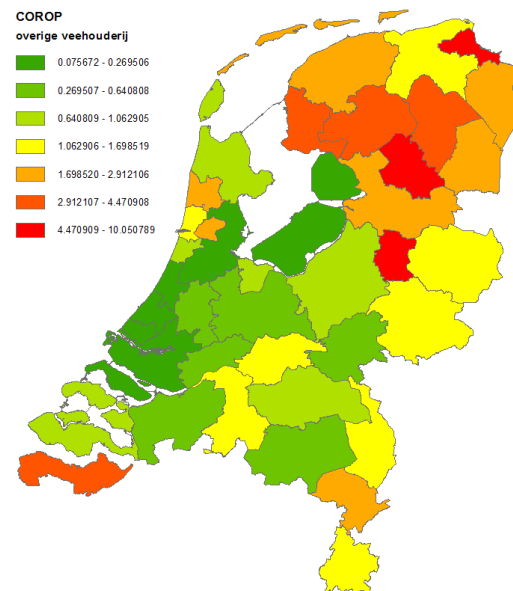 COROP
overige veehouderij
0.075672 - 0.269506
0.269507 - 0.640808
0.640809 - 1.062905
1.062906 - 1.698519
1.698520 - 2.912106
2.912107 - 4.470908
4.470909 - 10.050789